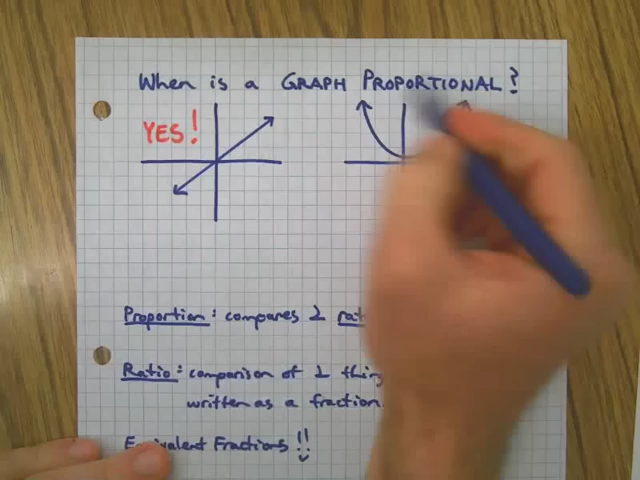 When is a GRAPH PROPORTIONAL?
YES!
Proportion: compares 2
Ratio: comparison of 2
written as a fraction
Equivalent Fractions !!